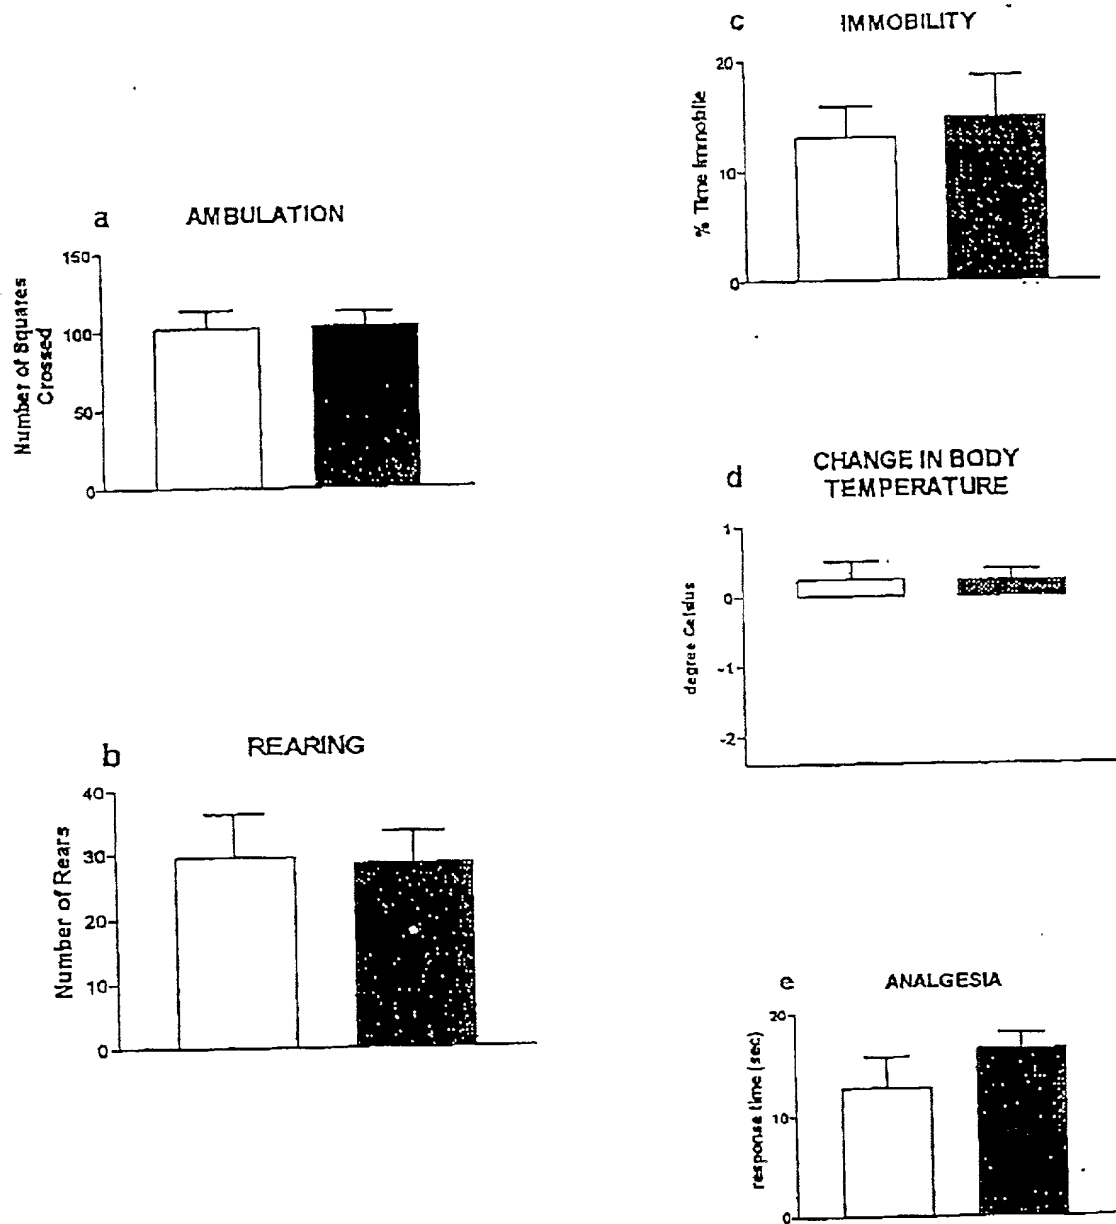 a
AMBULATION
Number of Squares
Crossed
150
100
50
0
b
REARING
Number of Rears
40
30
20
10
0
c
IMMOBILITY
% Time Immobile
20
10
0
d
CHANGE IN BODY
TEMPERATURE
degree Celsius
1
0
-1
-2
e
ANALGESIA
response time (sec)
20
10
0